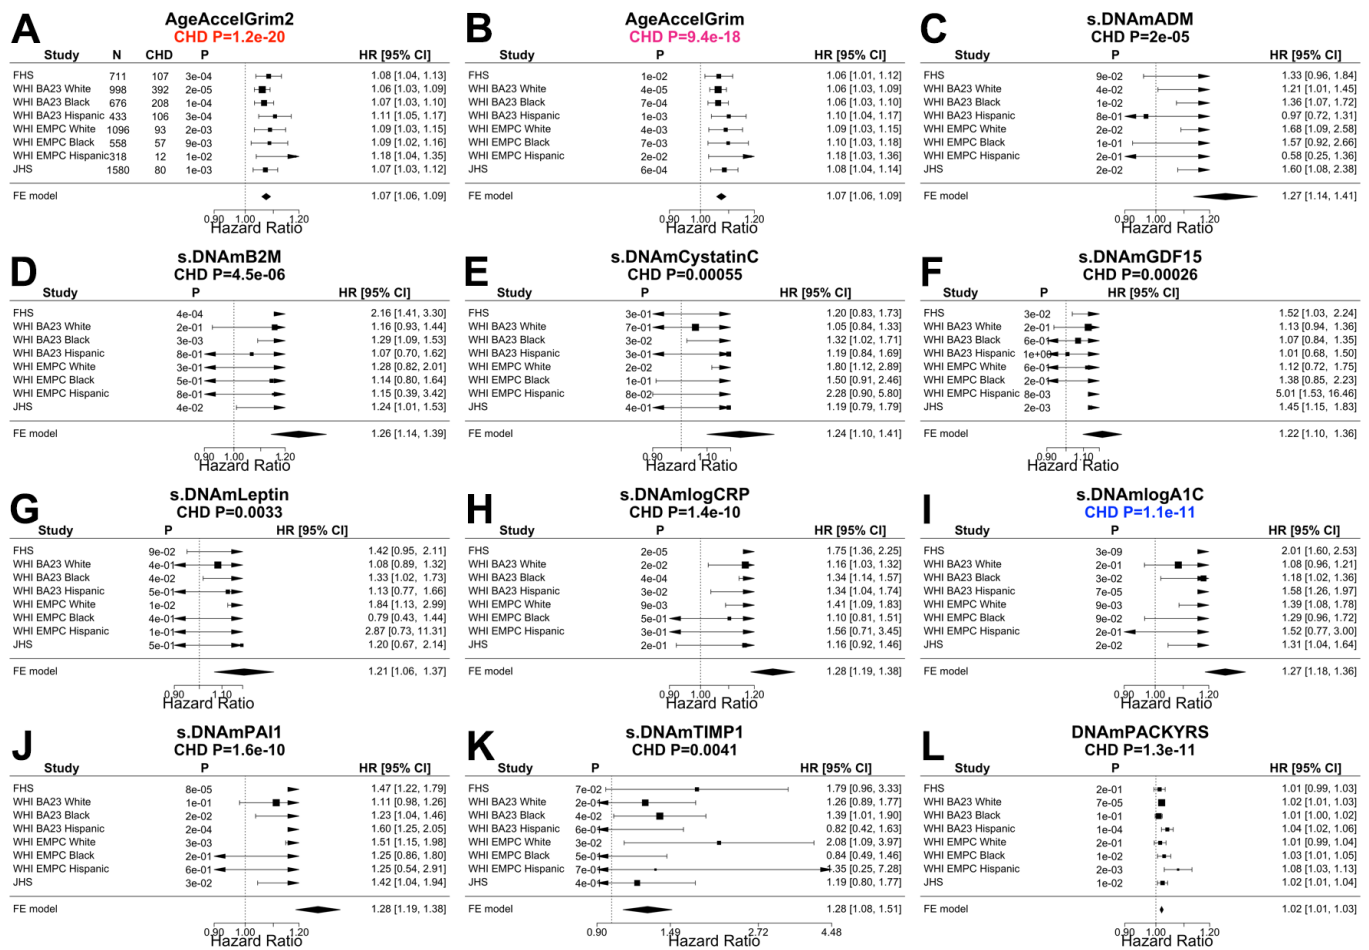 A
AgeAccelGrim2
CHD P=1.2e-20
Study N CHD P HR [95% CI]
FHS 711 107 3e-04 1.08 [1.04, 1.13]
WHI BA23 White 998 392 2e-05 1.06 [1.03, 1.09]
WHI BA23 Black 676 208 1e-04 1.07 [1.03, 1.10]
WHI BA23 Hispanic 433 106 3e-04 1.11 [1.05, 1.17]
WHI EMPC White 1096 93 2e-03 1.09 [1.03, 1.15]
WHI EMPC Black 558 57 9e-03 1.09 [1.02, 1.16]
WHI EMPC Hispanic 318 12 1e-02 1.18 [1.04, 1.35]
JHS 1580 80 1e-03 1.07 [1.03, 1.12]
FE model 1.07 [1.06, 1.09]
0.90 1.00 1.20
Hazard Ratio
B
AgeAccelGrim
CHD P=9.4e-18
Study P HR [95% CI]
FHS 1e-02 1.06 [1.01, 1.12]
WHI BA23 White 4e-05 1.06 [1.03, 1.09]
WHI BA23 Black 7e-04 1.06 [1.03, 1.10]
WHI BA23 Hispanic 1e-03 1.10 [1.04, 1.17]
WHI EMPC White 4e-03 1.09 [1.03, 1.15]
WHI EMPC Black 7e-03 1.10 [1.03, 1.18]
WHI EMPC Hispanic 2e-02 1.18 [1.03, 1.36]
JHS 6e-04 1.08 [1.04, 1.14]
FE model 1.07 [1.06, 1.09]
0.90 1.00 1.20
Hazard Ratio
C
s.DNAmADM
CHD P=2e-05
Study P HR [95% CI]
FHS 9e-02 1.33 [0.96, 1.84]
WHI BA23 White 4e-02 1.21 [1.01, 1.45]
WHI BA23 Black 1e-02 1.36 [1.07, 1.72]
WHI BA23 Hispanic 8e-01 0.97 [0.72, 1.31]
WHI EMPC White 2e-02 1.68 [1.09, 2.58]
WHI EMPC Black 1e-01 1.57 [0.92, 2.66]
WHI EMPC Hispanic 2e-01 0.58 [0.25, 1.36]
JHS 2e-02 1.60 [1.08, 2.38]
FE model 1.27 [1.14, 1.41]
0.90 1.00 1.20
Hazard Ratio
D
s.DNAmB2M
CHD P=4.5e-06
Study P HR [95% CI]
FHS 4e-04 2.16 [1.41, 3.30]
WHI BA23 White 2e-01 1.16 [0.93, 1.44]
WHI BA23 Black 3e-03 1.29 [1.09, 1.53]
WHI BA23 Hispanic 8e-01 1.07 [0.70, 1.62]
WHI EMPC White 3e-01 1.28 [0.82, 2.01]
WHI EMPC Black 5e-01 1.14 [0.80, 1.64]
WHI EMPC Hispanic 8e-01 1.15 [0.39, 3.42]
JHS 4e-02 1.24 [1.01, 1.53]
FE model 1.26 [1.14, 1.39]
0.90 1.00 1.20
Hazard Ratio
E
s.DNAmCystatinC
CHD P=0.00055
Study P HR [95% CI]
FHS 3e-01 1.20 [0.83, 1.73]
WHI BA23 White 7e-01 1.05 [0.84, 1.33]
WHI BA23 Black 3e-02 1.32 [1.02, 1.71]
WHI BA23 Hispanic 3e-01 1.19 [0.84, 1.69]
WHI EMPC White 2e-02 1.80 [1.12, 2.89]
WHI EMPC Black 1e-01 1.50 [0.91, 2.46]
WHI EMPC Hispanic 8e-02 2.28 [0.90, 5.80]
JHS 4e-01 1.19 [0.79, 1.79]
FE model 1.24 [1.10, 1.41]
0.90 1.10
Hazard Ratio
F
s.DNAmGDF15
CHD P=0.00026
Study P HR [95% CI]
FHS 3e-02 1.52 [1.03, 2.24]
WHI BA23 White 2e-01 1.13 [0.94, 1.36]
WHI BA23 Black 6e-01 1.07 [0.84, 1.35]
WHI BA23 Hispanic 1e+00 1.01 [0.68, 1.50]
WHI EMPC White 6e-01 1.12 [0.72, 1.75]
WHI EMPC Black 2e-01 1.38 [0.85, 2.23]
WHI EMPC Hispanic 8e-03 5.01 [1.53, 16.46]
JHS 2e-03 1.45 [1.15, 1.83]
FE model 1.22 [1.10, 1.36]
0.90 1.10
Hazard Ratio
G
s.DNAmLeptin
CHD P=0.0033
Study P HR [95% CI]
FHS 9e-02 1.42 [0.95, 2.11]
WHI BA23 White 4e-01 1.08 [0.89, 1.32]
WHI BA23 Black 4e-02 1.33 [1.02, 1.73]
WHI BA23 Hispanic 5e-01 1.13 [0.77, 1.66]
WHI EMPC White 1e-02 1.84 [1.13, 2.99]
WHI EMPC Black 4e-01 0.79 [0.43, 1.44]
WHI EMPC Hispanic 1e-01 2.87 [0.73, 11.31]
JHS 5e-01 1.20 [0.67, 2.14]
FE model 1.21 [1.06, 1.37]
0.90 1.10
Hazard Ratio
H
s.DNAmlogCRP
CHD P=1.4e-10
Study P HR [95% CI]
FHS 2e-05 1.75 [1.36, 2.25]
WHI BA23 White 2e-02 1.16 [1.03, 1.32]
WHI BA23 Black 4e-04 1.34 [1.14, 1.57]
WHI BA23 Hispanic 3e-02 1.34 [1.04, 1.74]
WHI EMPC White 9e-03 1.41 [1.09, 1.83]
WHI EMPC Black 5e-01 1.10 [0.81, 1.51]
WHI EMPC Hispanic 3e-01 1.56 [0.71, 3.45]
JHS 2e-01 1.16 [0.92, 1.46]
FE model 1.28 [1.19, 1.38]
0.90 1.00 1.20
Hazard Ratio
I
s.DNAmlogA1C
CHD P=1.1e-11
Study P HR [95% CI]
FHS 3e-09 2.01 [1.60, 2.53]
WHI BA23 White 2e-01 1.08 [0.96, 1.21]
WHI BA23 Black 3e-02 1.18 [1.02, 1.36]
WHI BA23 Hispanic 7e-05 1.58 [1.26, 1.97]
WHI EMPC White 9e-03 1.39 [1.08, 1.78]
WHI EMPC Black 9e-02 1.29 [0.96, 1.72]
WHI EMPC Hispanic 2e-01 1.52 [0.77, 3.00]
JHS 2e-02 1.31 [1.04, 1.64]
FE model 1.27 [1.18, 1.36]
0.90 1.00 1.20
Hazard Ratio
J
s.DNAmPAI1
CHD P=1.6e-10
Study P HR [95% CI]
FHS 8e-05 1.47 [1.22, 1.79]
WHI BA23 White 1e-01 1.11 [0.98, 1.26]
WHI BA23 Black 2e-02 1.23 [1.04, 1.46]
WHI BA23 Hispanic 2e-04 1.60 [1.25, 2.05]
WHI EMPC White 3e-03 1.51 [1.15, 1.98]
WHI EMPC Black 2e-01 1.25 [0.86, 1.80]
WHI EMPC Hispanic 6e-01 1.25 [0.54, 2.91]
JHS 3e-02 1.42 [1.04, 1.94]
FE model 1.28 [1.19, 1.38]
0.90 1.00 1.20
Hazard Ratio
K
s.DNAmTIMP1
CHD P=0.0041
Study P HR [95% CI]
FHS 7e-02 1.79 [0.96, 3.33]
WHI BA23 White 2e-01 1.26 [0.89, 1.77]
WHI BA23 Black 4e-02 1.39 [1.01, 1.90]
WHI BA23 Hispanic 6e-01 0.82 [0.42, 1.63]
WHI EMPC White 3e-02 2.08 [1.09, 3.97]
WHI EMPC Black 5e-01 0.84 [0.49, 1.46]
WHI EMPC Hispanic 7e-01 1.35 [0.25, 7.28]
JHS 4e-01 1.19 [0.80, 1.77]
FE model 1.28 [1.08, 1.51]
0.90 1.49 2.72 4.48
Hazard Ratio
L
DNAmPACKYRS
CHD P=1.3e-11
Study P HR [95% CI]
FHS 2e-01 1.01 [0.99, 1.03]
WHI BA23 White 7e-05 1.02 [1.01, 1.03]
WHI BA23 Black 1e-01 1.01 [1.00, 1.02]
WHI BA23 Hispanic 1e-04 1.04 [1.02, 1.06]
WHI EMPC White 2e-01 1.01 [0.99, 1.04]
WHI EMPC Black 1e-02 1.03 [1.01, 1.05]
WHI EMPC Hispanic 2e-03 1.08 [1.03, 1.13]
JHS 1e-02 1.02 [1.01, 1.04]
FE model 1.02 [1.01, 1.03]
0.90 1.00 1.20
Hazard Ratio